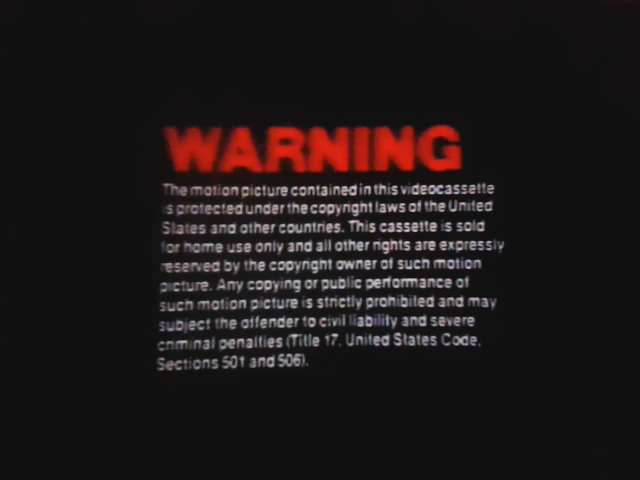 WARNING
The motion picture contained in this videocassette
is protected under the copyright laws of the United
States and other countries. This cassette is sold
for home use only and all other rights are expressly
reserved by the copyright owner of such motion
picture. Any copying or public performance of
such motion picture is strictly prohibited and may
subject the offender to civil liability and severe
criminal penalties (Title 17, United States Code,
Sections 501 and 506).